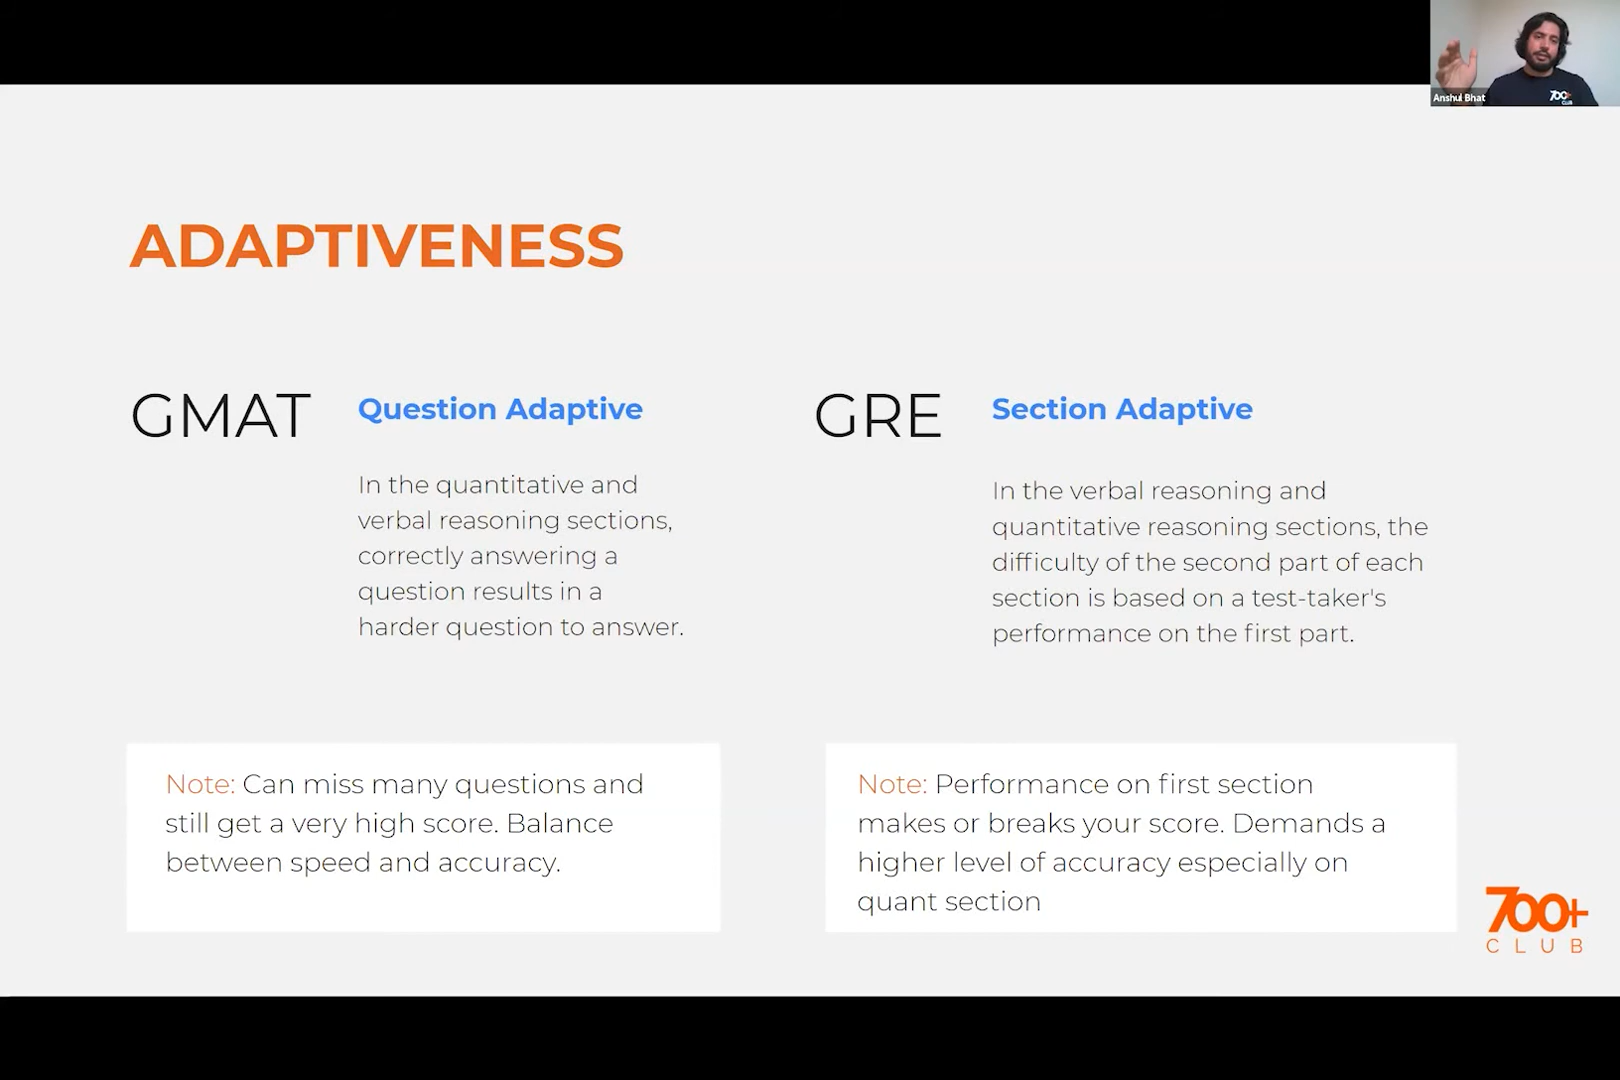 Anshul Bhat
700+
CLUB
ADAPTIVENESS
GMAT
Question Adaptive
In the quantitative and
verbal reasoning sections,
correctly answering a
question results in a
harder question to answer.
Note: Can miss many questions and
still get a very high score. Balance
between speed and accuracy.
GRE
Section Adaptive
In the verbal reasoning and
quantitative reasoning sections, the
difficulty of the second part of each
section is based on a test-taker's
performance on the first part.
Note: Performance on first section
makes or breaks your score. Demands a
higher level of accuracy especially on
quant section
700+
CLUB